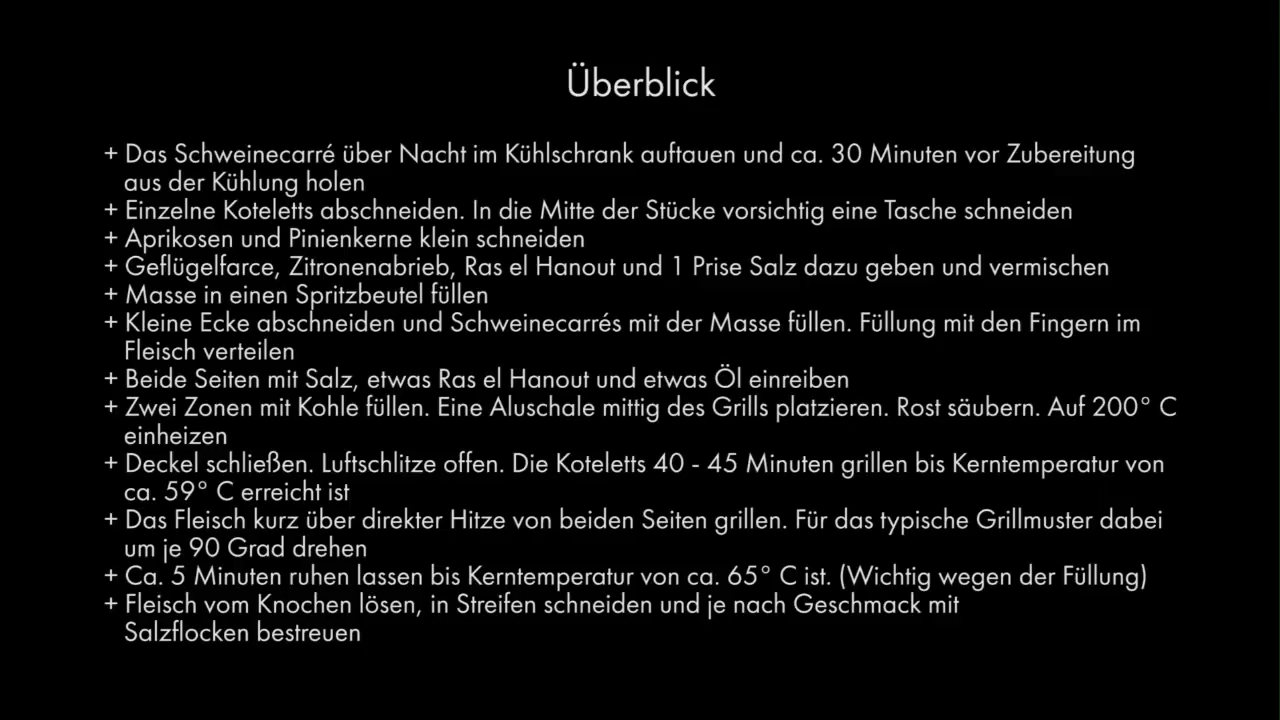 Überblick
+ Das Schweinecarré über Nacht im Kühlschrank auftauen und ca. 30 Minuten vor Zubereitung
aus der Kühlung holen
+ Einzelne Koteletts abschneiden. In die Mitte der Stücke vorsichtig eine Tasche schneiden
+ Aprikosen und Pinienkerne klein schneiden
+ Geflügelfarce, Zitronenabrieb, Ras el Hanout und 1 Prise Salz dazu geben und vermischen
+ Masse in einen Spritzbeutel füllen
+ Kleine Ecke abschneiden und Schweinecarrés mit der Masse füllen. Füllung mit den Fingern im
Fleisch verteilen
+ Beide Seiten mit Salz, etwas Ras el Hanout und etwas Öl einreiben
+ Zwei Zonen mit Kohle füllen. Eine Aluschale mittig des Grills platzieren. Rost säubern. Auf 200° C
einheizen
+ Deckel schließen. Luftschlitze offen. Die Koteletts 40 - 45 Minuten grillen bis Kerntemperatur von
ca. 59° C erreicht ist
+ Das Fleisch kurz über direkter Hitze von beiden Seiten grillen. Für das typische Grillmuster dabei
um je 90 Grad drehen
+ Ca. 5 Minuten ruhen lassen bis Kerntemperatur von ca. 65° C ist. (Wichtig wegen der Füllung)
+ Fleisch vom Knochen lösen, in Streifen schneiden und je nach Geschmack mit
Salzflocken bestreuen